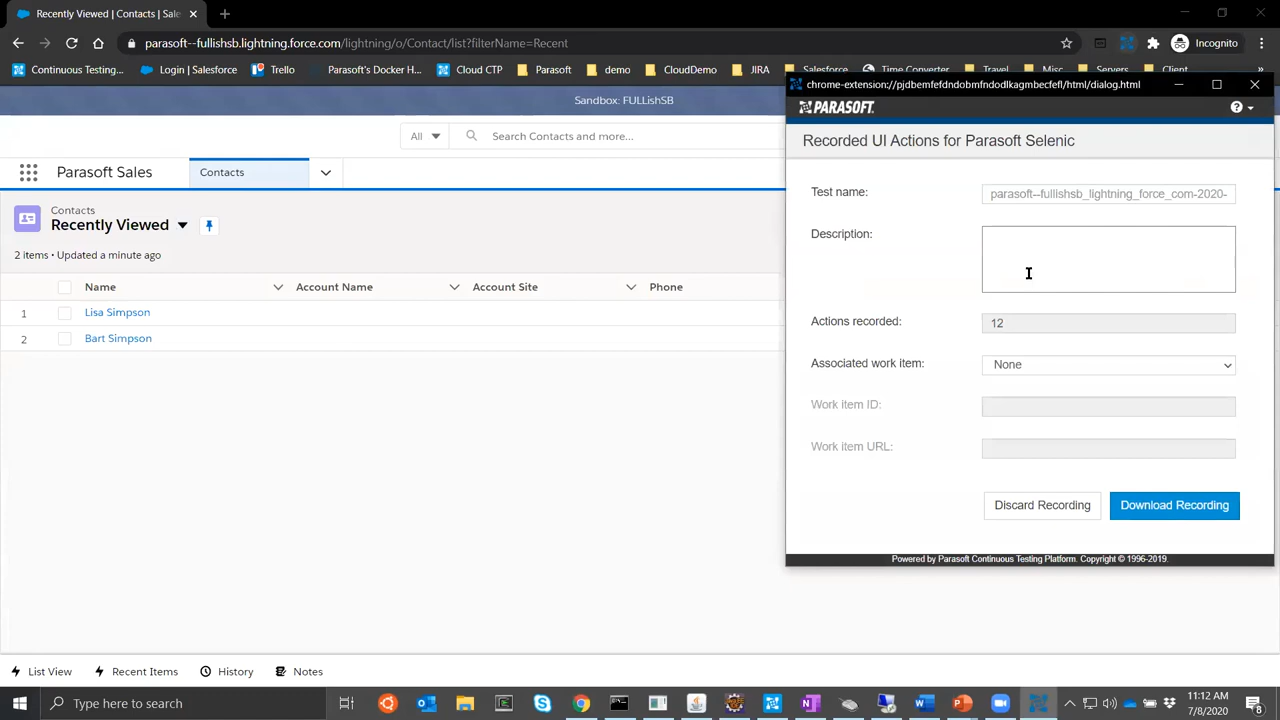 Recently Viewed | Contacts | Sale
parasoft--fullishsb.lightning.force.com/lightning/o/Contact/list?filterName=Recent
Incognito
Continuous Testing...
Login | Salesforce
Trello
Parasoft's Docker H...
Cloud CTP
Parasoft
demo
CloudDemo
JIRA
Salesforce
Time Converter
Travel
Misc
Servers
Client
Sandbox: FULLishSB
All
Search Contacts and more...
Parasoft Sales
Contacts
Contacts
Recently Viewed
2 items • Updated a minute ago
Name
Account Name
Account Site
Phone
1
Lisa Simpson
2
Bart Simpson
chrome-extension://pjdbemfefdndobmfndodlkagmbecfefl/html/dialog.html
PARASOFT
Recorded UI Actions for Parasoft Selenic
Test name:
parasoft--fullishsb_lightning_force_com-2020-
Description:
Actions recorded:
12
Associated work item:
None
Work item ID:
Work item URL:
Discard Recording
Download Recording
Powered by Parasoft Continuous Testing Platform. Copyright © 1996-2019.
List View
Recent Items
History
Notes
Type here to search
11:12 AM
7/8/2020
8